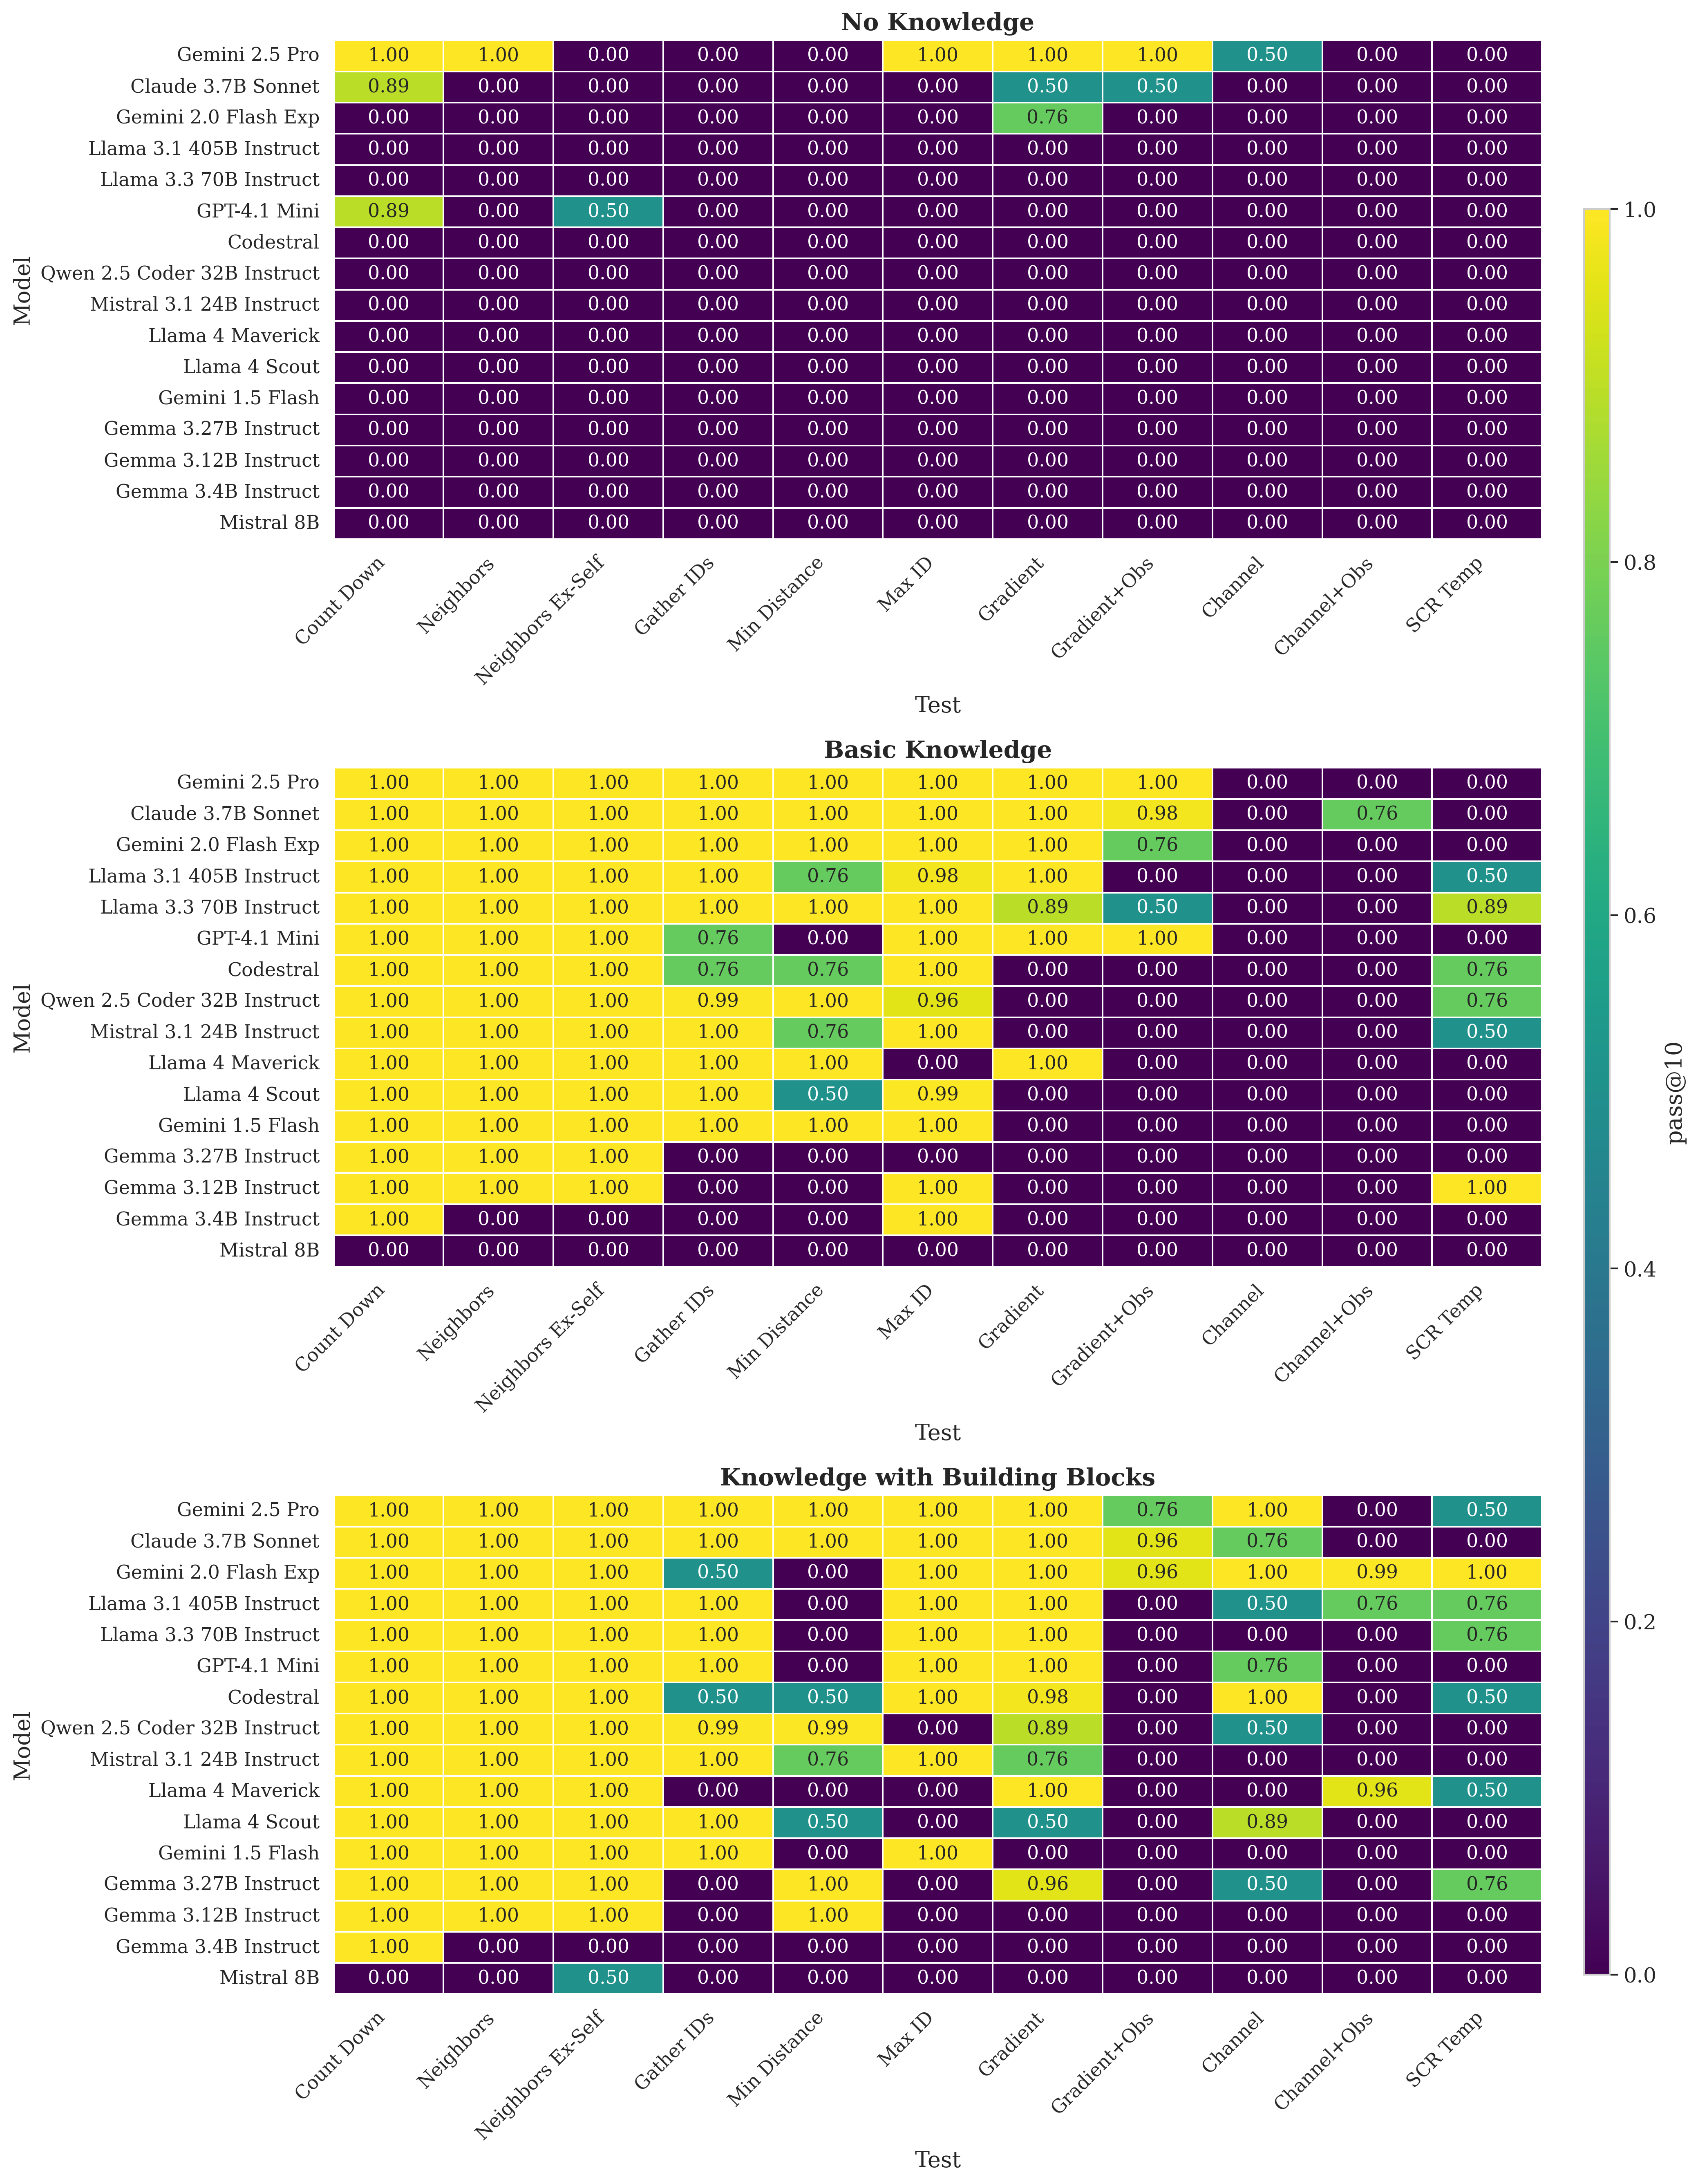 No Knowledge
Gemini 2.5 Pro 1.00 1.00 0.00 0.00 0.00 1.00 1.00 1.00 0.50 0.00 0.00
Claude 3.7B Sonnet 0.89 0.00 0.00 0.00 0.00 0.00 0.50 0.50 0.00 0.00 0.00
Gemini 2.0 Flash Exp 0.00 0.00 0.00 0.00 0.00 0.00 0.76 0.00 0.00 0.00 0.00
Llama 3.1 405B Instruct 0.00 0.00 0.00 0.00 0.00 0.00 0.00 0.00 0.00 0.00 0.00
Llama 3.3 70B Instruct 0.00 0.00 0.00 0.00 0.00 0.00 0.00 0.00 0.00 0.00 0.00
GPT-4.1 Mini 0.89 0.00 0.50 0.00 0.00 0.00 0.00 0.00 0.00 0.00 0.00
Codestral 0.00 0.00 0.00 0.00 0.00 0.00 0.00 0.00 0.00 0.00 0.00
Qwen 2.5 Coder 32B Instruct 0.00 0.00 0.00 0.00 0.00 0.00 0.00 0.00 0.00 0.00 0.00
Mistral 3.1 24B Instruct 0.00 0.00 0.00 0.00 0.00 0.00 0.00 0.00 0.00 0.00 0.00
Llama 4 Maverick 0.00 0.00 0.00 0.00 0.00 0.00 0.00 0.00 0.00 0.00 0.00
Llama 4 Scout 0.00 0.00 0.00 0.00 0.00 0.00 0.00 0.00 0.00 0.00 0.00
Gemini 1.5 Flash 0.00 0.00 0.00 0.00 0.00 0.00 0.00 0.00 0.00 0.00 0.00
Gemma 3.27B Instruct 0.00 0.00 0.00 0.00 0.00 0.00 0.00 0.00 0.00 0.00 0.00
Gemma 3.12B Instruct 0.00 0.00 0.00 0.00 0.00 0.00 0.00 0.00 0.00 0.00 0.00
Gemma 3.4B Instruct 0.00 0.00 0.00 0.00 0.00 0.00 0.00 0.00 0.00 0.00 0.00
Mistral 8B 0.00 0.00 0.00 0.00 0.00 0.00 0.00 0.00 0.00 0.00 0.00
Model
Count Down Neighbors Neighbors Ex-Self Gather IDs Min Distance Max ID Gradient Gradient+Obs Channel Channel+Obs SCR Temp
Test
Basic Knowledge
Gemini 2.5 Pro 1.00 1.00 1.00 1.00 1.00 1.00 1.00 1.00 0.00 0.00 0.00
Claude 3.7B Sonnet 1.00 1.00 1.00 1.00 1.00 1.00 1.00 0.98 0.00 0.76 0.00
Gemini 2.0 Flash Exp 1.00 1.00 1.00 1.00 1.00 1.00 1.00 0.76 0.00 0.00 0.00
Llama 3.1 405B Instruct 1.00 1.00 1.00 1.00 0.76 0.98 1.00 0.00 0.00 0.00 0.50
Llama 3.3 70B Instruct 1.00 1.00 1.00 1.00 1.00 1.00 0.89 0.50 0.00 0.00 0.89
GPT-4.1 Mini 1.00 1.00 1.00 0.76 0.00 1.00 1.00 1.00 0.00 0.00 0.00
Codestral 1.00 1.00 1.00 0.76 0.76 1.00 0.00 0.00 0.00 0.00 0.76
Qwen 2.5 Coder 32B Instruct 1.00 1.00 1.00 0.99 1.00 0.96 0.00 0.00 0.00 0.00 0.76
Mistral 3.1 24B Instruct 1.00 1.00 1.00 1.00 0.76 1.00 0.00 0.00 0.00 0.00 0.50
Llama 4 Maverick 1.00 1.00 1.00 1.00 1.00 0.00 1.00 0.00 0.00 0.00 0.00
Llama 4 Scout 1.00 1.00 1.00 1.00 0.50 0.99 0.00 0.00 0.00 0.00 0.00
Gemini 1.5 Flash 1.00 1.00 1.00 1.00 1.00 1.00 0.00 0.00 0.00 0.00 0.00
Gemma 3.27B Instruct 1.00 1.00 1.00 0.00 0.00 0.00 0.00 0.00 0.00 0.00 0.00
Gemma 3.12B Instruct 1.00 1.00 1.00 0.00 0.00 1.00 0.00 0.00 0.00 0.00 1.00
Gemma 3.4B Instruct 1.00 0.00 0.00 0.00 0.00 1.00 0.00 0.00 0.00 0.00 0.00
Mistral 8B 0.00 0.00 0.00 0.00 0.00 0.00 0.00 0.00 0.00 0.00 0.00
Model
Count Down Neighbors Neighbors Ex-Self Gather IDs Min Distance Max ID Gradient Gradient+Obs Channel Channel+Obs SCR Temp
Test
Knowledge with Building Blocks
Gemini 2.5 Pro 1.00 1.00 1.00 1.00 1.00 1.00 1.00 0.76 1.00 0.00 0.50
Claude 3.7B Sonnet 1.00 1.00 1.00 1.00 1.00 1.00 1.00 0.96 0.76 0.00 0.00
Gemini 2.0 Flash Exp 1.00 1.00 1.00 0.50 0.00 1.00 1.00 0.96 1.00 0.99 1.00
Llama 3.1 405B Instruct 1.00 1.00 1.00 1.00 0.00 1.00 1.00 0.00 0.50 0.76 0.76
Llama 3.3 70B Instruct 1.00 1.00 1.00 1.00 0.00 1.00 1.00 0.00 0.00 0.00 0.76
GPT-4.1 Mini 1.00 1.00 1.00 1.00 0.00 1.00 1.00 0.00 0.76 0.00 0.00
Codestral 1.00 1.00 1.00 0.50 0.50 1.00 0.98 0.00 1.00 0.00 0.50
Qwen 2.5 Coder 32B Instruct 1.00 1.00 1.00 0.99 0.99 0.00 0.89 0.00 0.50 0.00 0.00
Mistral 3.1 24B Instruct 1.00 1.00 1.00 1.00 0.76 1.00 0.76 0.00 0.00 0.00 0.00
Llama 4 Maverick 1.00 1.00 1.00 0.00 0.00 0.00 1.00 0.00 0.00 0.96 0.50
Llama 4 Scout 1.00 1.00 1.00 1.00 0.50 0.00 0.50 0.00 0.89 0.00 0.00
Gemini 1.5 Flash 1.00 1.00 1.00 1.00 0.00 1.00 0.00 0.00 0.00 0.00 0.00
Gemma 3.27B Instruct 1.00 1.00 1.00 0.00 1.00 0.00 0.96 0.00 0.50 0.00 0.76
Gemma 3.12B Instruct 1.00 1.00 1.00 0.00 1.00 0.00 0.00 0.00 0.00 0.00 0.00
Gemma 3.4B Instruct 1.00 0.00 0.00 0.00 0.00 0.00 0.00 0.00 0.00 0.00 0.00
Mistral 8B 0.00 0.00 0.50 0.00 0.00 0.00 0.00 0.00 0.00 0.00 0.00
Model
Count Down Neighbors Neighbors Ex-Self Gather IDs Min Distance Max ID Gradient Gradient+Obs Channel Channel+Obs SCR Temp
Test
1.0
0.8
0.6
0.4
0.2
0.0
pass@10